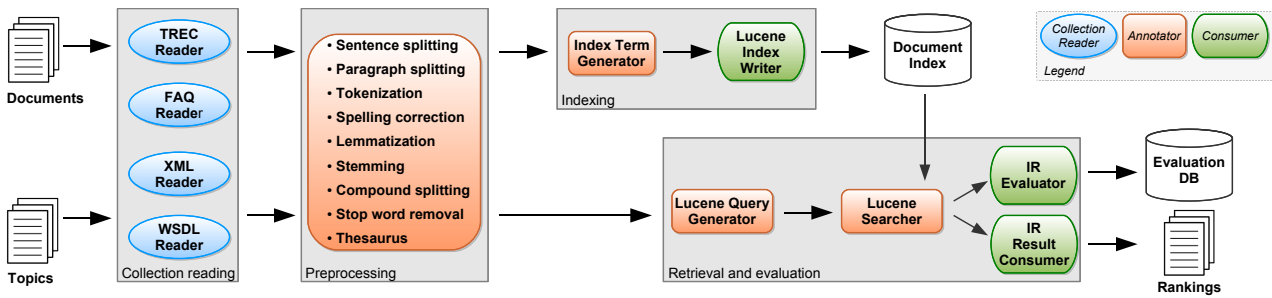 Documents
Topics
TREC
Reader
FAQ
Reader
XML
Reader
WSDL
Reader
Collection reading
• Sentence splitting
• Paragraph splitting
• Tokenization
• Spelling correction
• Lemmatization
• Stemming
• Compound splitting
• Stop word removal
• Thesaurus
Preprocessing
Index Term
Generator
Lucene
Index
Writer
Indexing
Document
Index
Collection
Reader
Annotator
Consumer
Legend
Lucene Query
Generator
Lucene
Searcher
IR
Evaluator
IR
Result
Consumer
Retrieval and evaluation
Evaluation
DB
Rankings